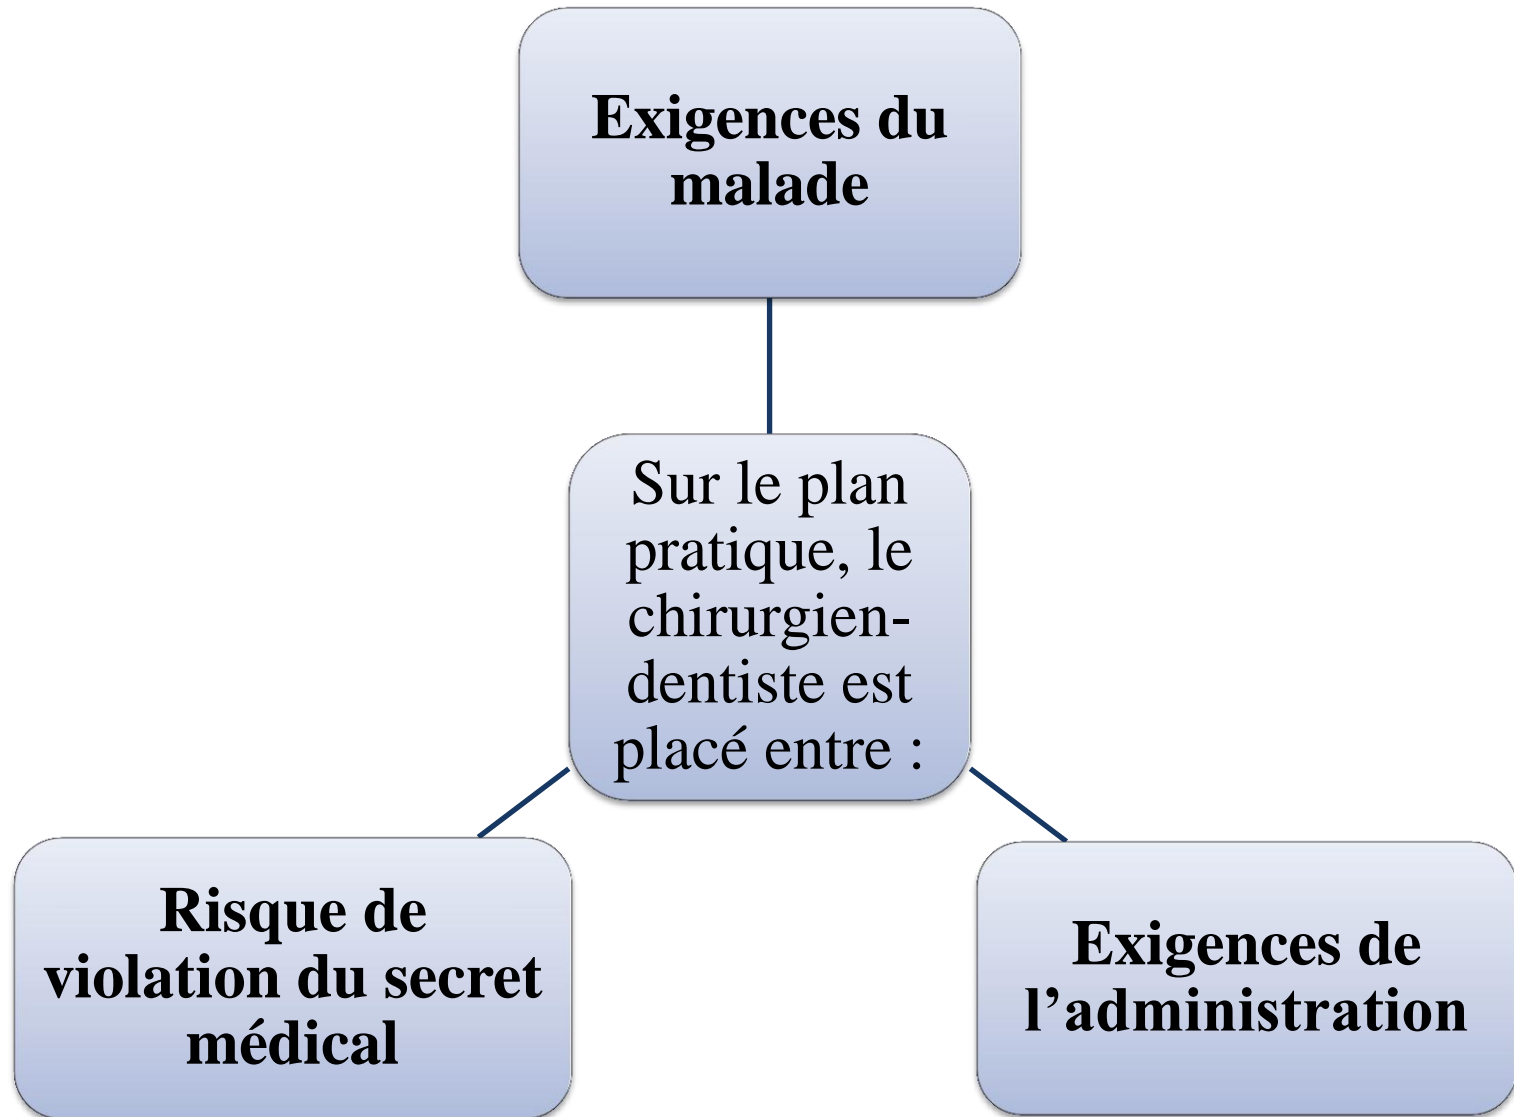 Exigences du
malade
Sur le plan
pratique, le
chirurgien-
dentiste est
placé entre :
Risque de
violation du secret
médical
Exigences de
l’administration